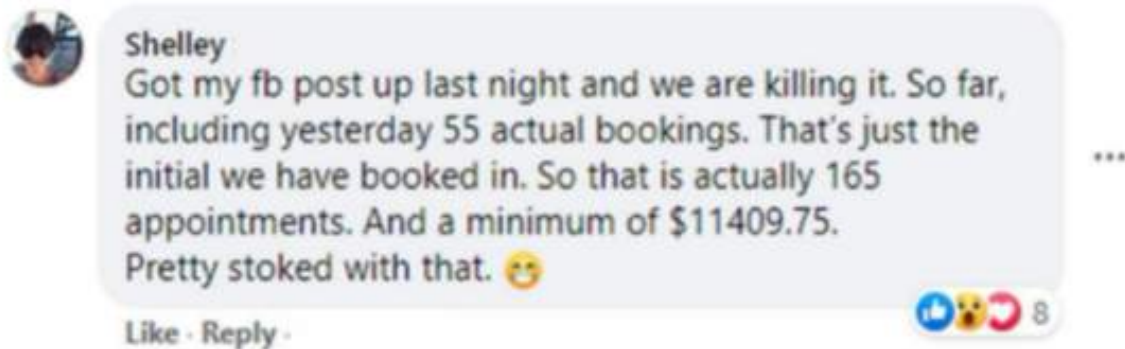 Shelley
Got my fb post up last night and we are killing it. So far,
including yesterday 55 actual bookings. That's just the
initial we have booked in. So that is actually 165
appointments. And a minimum of $11409.75.
Pretty stoked with that. 😁
8
Like · Reply ·